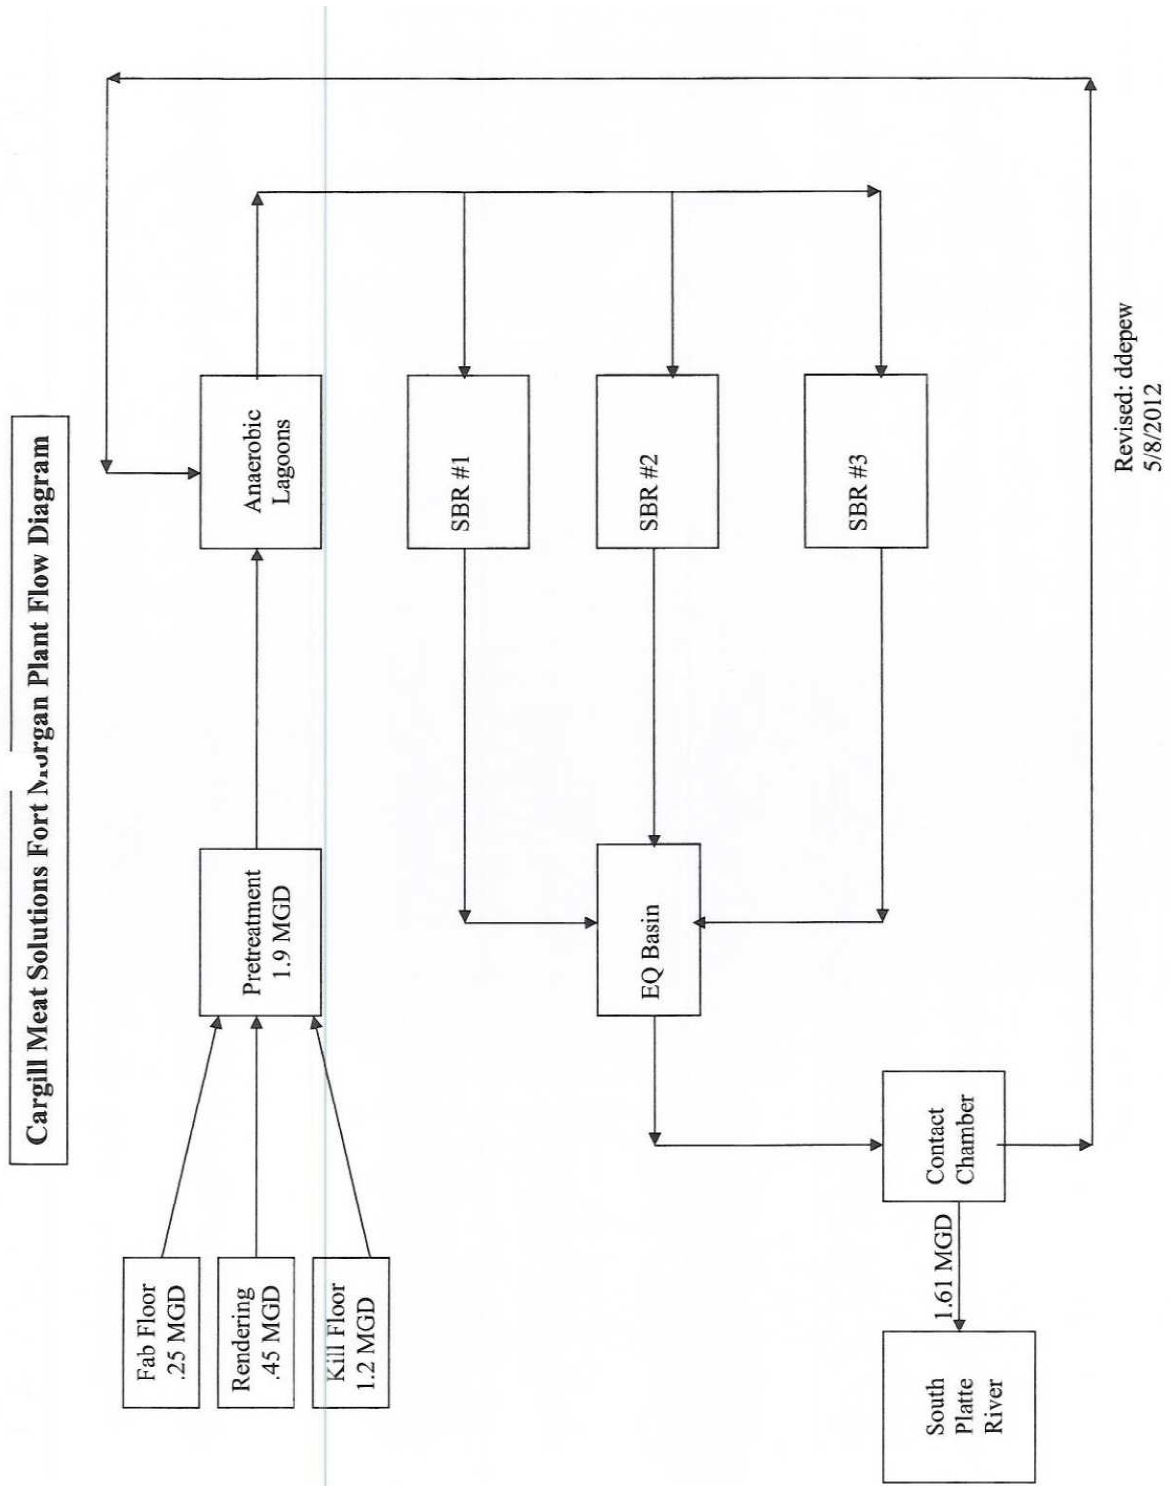 Cargill Meat Solutions Fort Morgan Plant Flow Diagram
Fab Floor
.25 MGD
Rendering
.45 MGD
Kill Floor
1.2 MGD
Pretreatment
1.9 MGD
Anaerobic
Lagoons
SBR #1
SBR #2
SBR #3
EQ Basin
Contact
Chamber
1.61 MGD
South
Platte
River
Revised: ddepew
5/8/2012